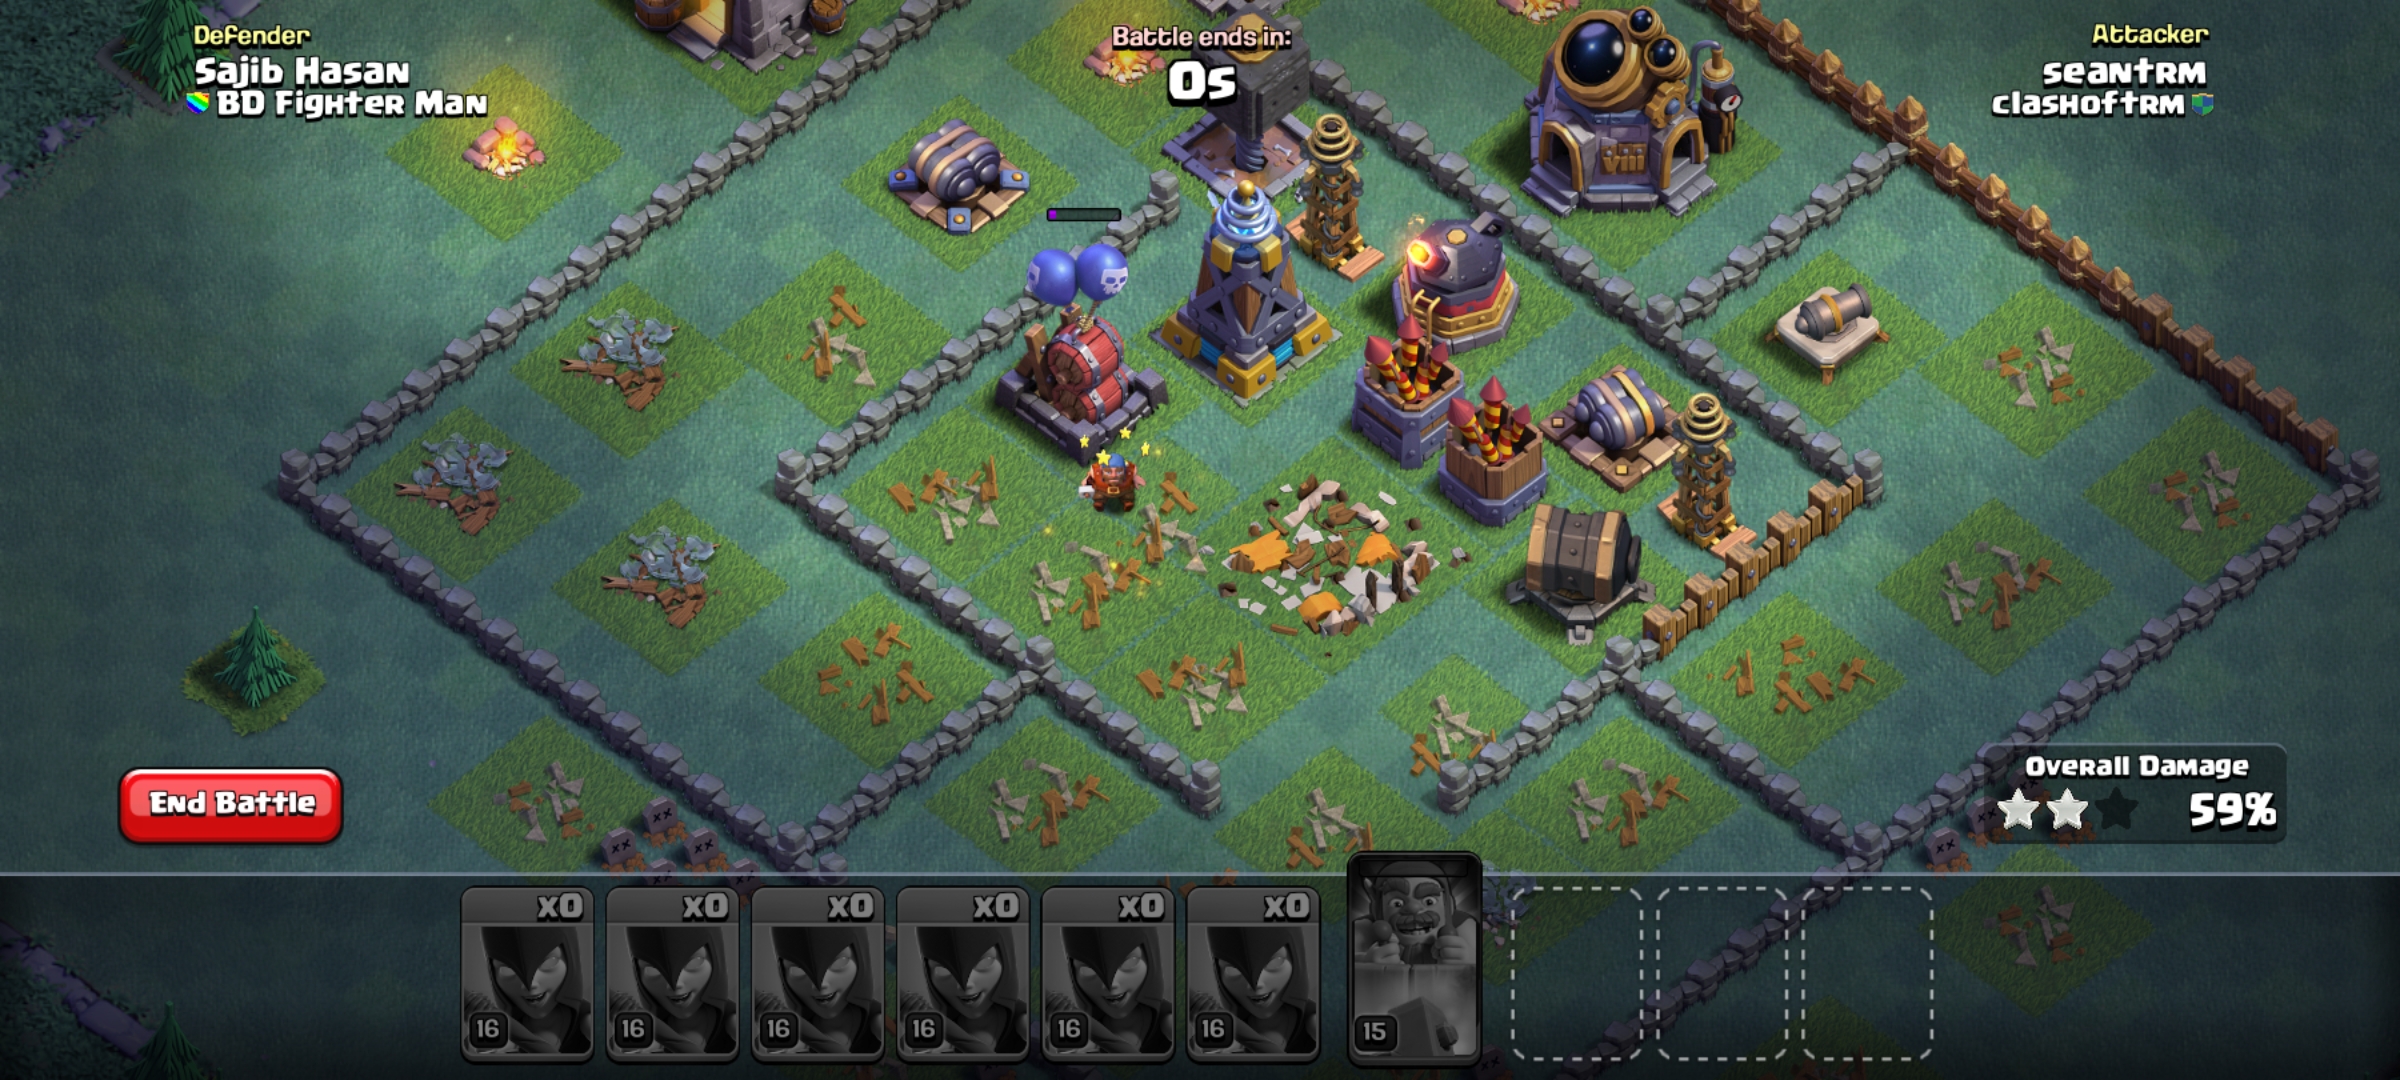 Defender
Sajib Hasan
BD Fighter Man
Battle ends in:
0s
Attacker
seantRM
clashoftRM
VIII
End Battle
Overall Damage
59%
x0
x0
x0
x0
x0
x0
16
16
16
16
16
16
15